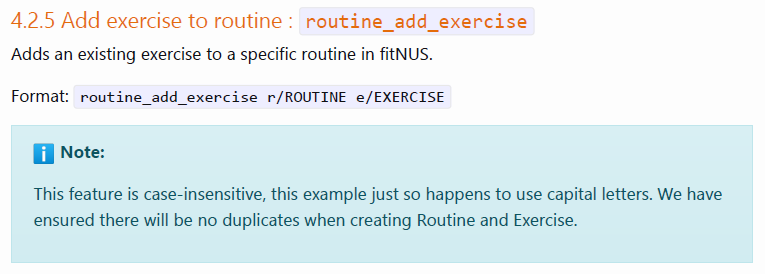 4.2.5 Add exercise to routine : routine_add_exercise
Adds an existing exercise to a specific routine in fitNUS.
Format: routine_add_exercise r/ROUTINE e/EXERCISE
Note:
This feature is case-insensitive, this example just so happens to use capital letters. We have
ensured there will be no duplicates when creating Routine and Exercise.